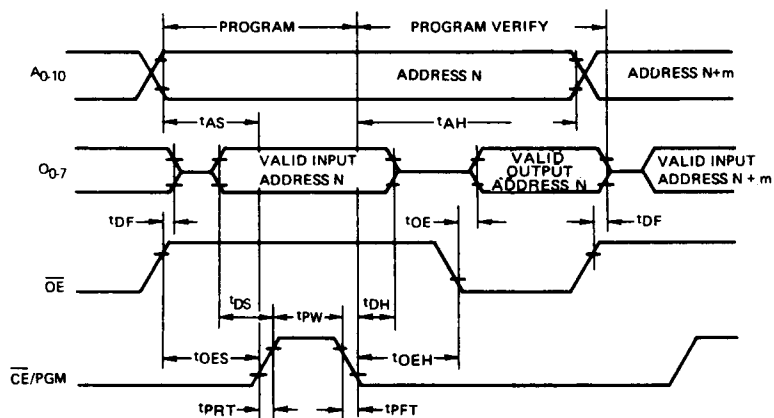 PROGRAM PROGRAM VERIFY
A0-10 ADDRESS N ADDRESS N+m
tAS tAH
O0-7 VALID INPUT ADDRESS N VALID OUTPUT ADDRESS N VALID INPUT ADDRESS N + m
tDF tOE tDF
OE
tDS tPW tDH
tOES tOEH
CE/PGM
tPRT tPFT